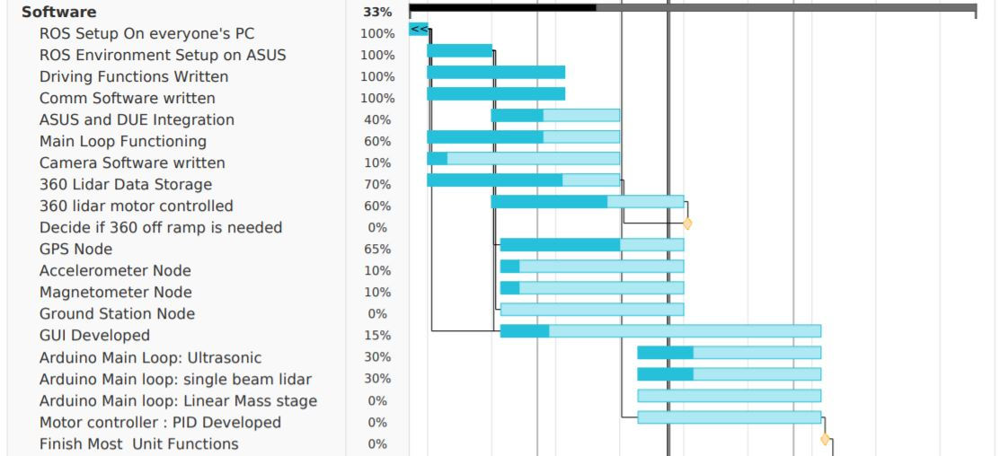 Software 33%
ROS Setup On everyone's PC 100% <<
ROS Environment Setup on ASUS 100%
Driving Functions Written 100%
Comm Software written 100%
ASUS and DUE Integration 40%
Main Loop Functioning 60%
Camera Software written 10%
360 Lidar Data Storage 70%
360 lidar motor controlled 60%
Decide if 360 off ramp is needed 0%
GPS Node 65%
Accelerometer Node 10%
Magnetometer Node 10%
Ground Station Node 0%
GUI Developed 15%
Arduino Main Loop: Ultrasonic 30%
Arduino Main loop: single beam lidar 30%
Arduino Main loop: Linear Mass stage 0%
Motor controller : PID Developed 0%
Finish Most  Unit Functions 0%